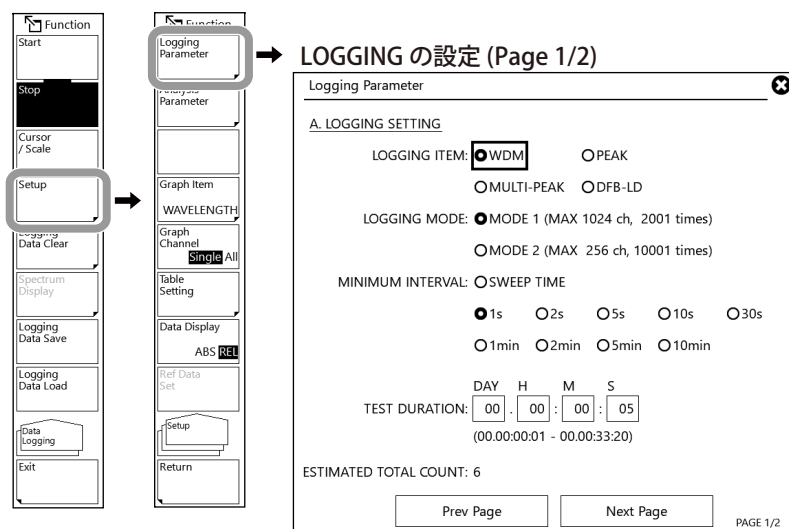 Function
Start
Stop
Cursor
/ Scale
Setup
Logging
Data Clear
Spectrum
Display
Logging
Data Save
Logging
Data Load
Data
Logging
Exit
Function
Logging
Parameter
Analysis
Parameter
Graph Item
WAVELENGTH
Graph
Channel
Single All
Table
Setting
Data Display
ABS REL
Ref Data
Set
Setup
Return
LOGGING の設定 (Page 1/2)
Logging Parameter
A. LOGGING SETTING
LOGGING ITEM: WDM PEAK
MULTI-PEAK DFB-LD
LOGGING MODE: MODE 1 (MAX 1024 ch, 2001 times)
MODE 2 (MAX 256 ch, 10001 times)
MINIMUM INTERVAL: SWEEP TIME
1s 2s 5s 10s 30s
1min 2min 5min 10min
DAY H M S
TEST DURATION: 00 . 00 : 00 : 05
(00.00:00:01 - 00.00:33:20)
ESTIMATED TOTAL COUNT: 6
Prev Page Next Page
PAGE 1/2